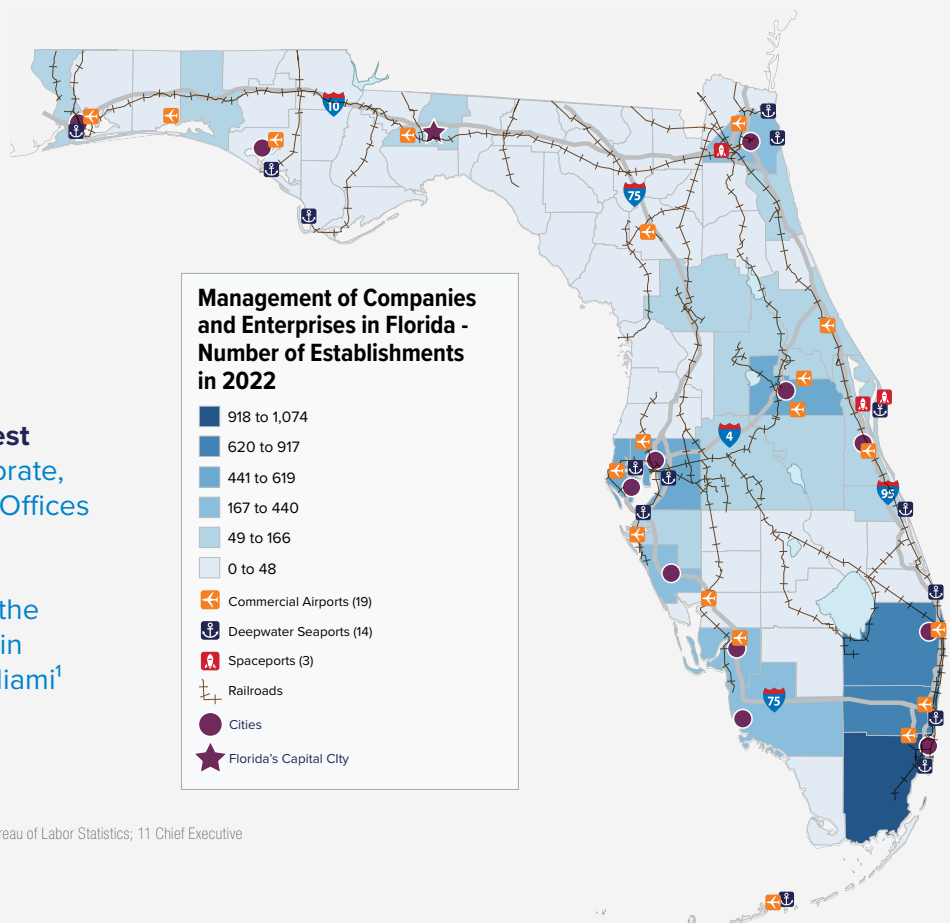 10
75
Management of Companies
and Enterprises in Florida -
Number of Establishments
in 2022
918 to 1,074
620 to 917
441 to 619
167 to 440
49 to 166
0 to 48
Commercial Airports (19)
Deepwater Seaports (14)
Spaceports (3)
Railroads
Cities
Florida's Capital CIty
4
95
75
est
orate,
Offices
the
in
liami¹
reau of Labor Statistics; 11 Chief Executive